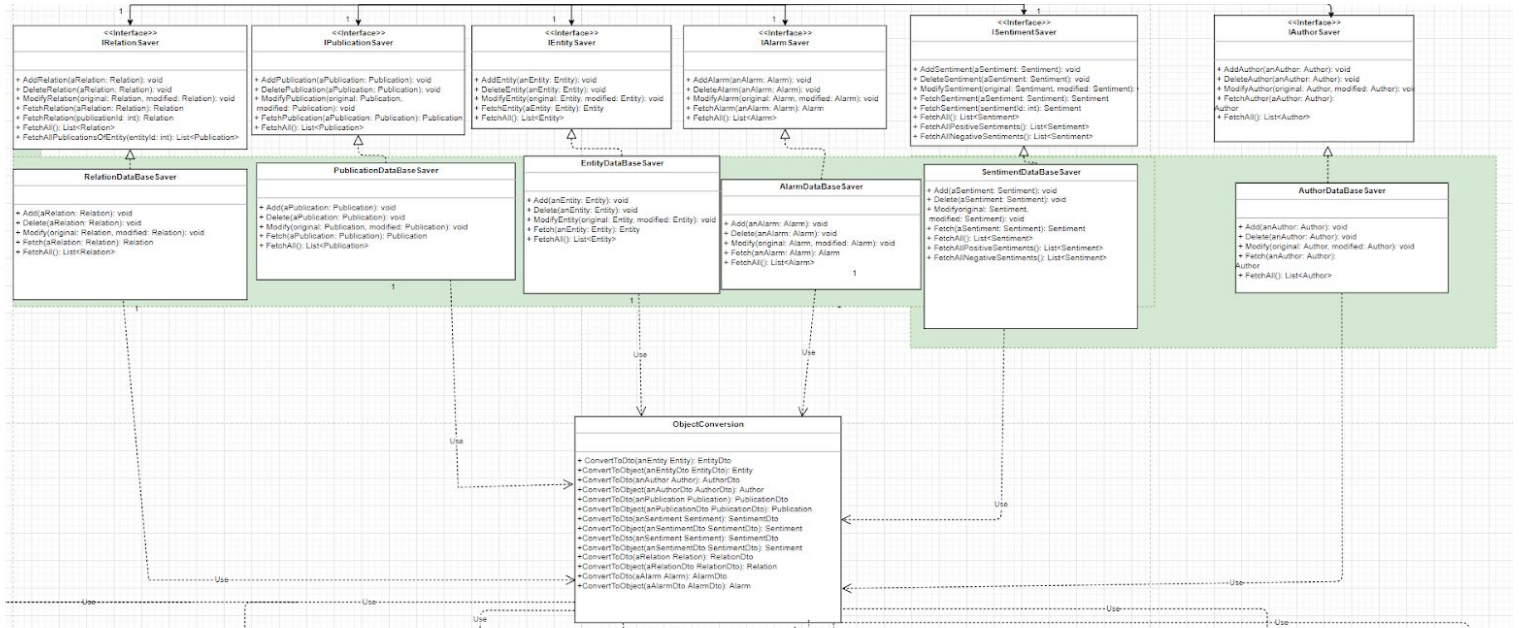 1
1
1
1
1
<<Interface>>
IRelationSaver
+ AddRelation(aRelation: Relation): void
+ DeleteRelation(aRelation: Relation): void
+ ModifyRelation(original: Relation, modified: Relation): void
+ FetchRelation(aRelation: Relation): Relation
+ FetchRelation(publicationId: int): Relation
+ FetchAll(): List<Relation>
+ FetchAllPublicationsOfEntity(entityId: int): List<Publication>
<<Interface>>
IPublicationSaver
+ AddPublication(aPublication: Publication): void
+ DeletePublication(aPublication: Publication): void
+ ModifyPublication(original: Publication,
modified: Publication): void
+ FetchPublication(aPublication: Publication): Publication
+ FetchAll(): List<Publication>
<<Interface>>
IEntitySaver
+ AddEntity(anEntity: Entity): void
+ DeleteEntity(anEntity: Entity): void
+ ModifyEntity(original: Entity, modified: Entity): void
+ FetchEntity(aEntity: Entity): Entity
+ FetchAll(): List<Entity>
<<Interface>>
IAlarmSaver
+ AddAlarm(anAlarm: Alarm): void
+ DeleteAlarm(anAlarm: Alarm): void
+ ModifyAlarm(original: Alarm, modified: Alarm): void
+ FetchAlarm(anAlarm: Alarm): Alarm
+ FetchAll(): List<Alarm>
<<Interface>>
ISentimentSaver
+ AddSentiment(aSentiment: Sentiment): void
+ DeleteSentiment(aSentiment: Sentiment): void
+ ModifySentiment(original: Sentiment, modified: Sentiment):
+ FetchSentiment(aSentiment: Sentiment): Sentiment
+ FetchSentiment(sentimentId: int): Sentiment
+ FetchAll(): List<Sentiment>
+ FetchAllPositiveSentiments(): List<Sentiment>
+ FetchAllNegativeSentiments(): List<Sentiment>
<<Interface>>
IAuthorSaver
+ AddAuthor(anAuthor: Author): void
+ DeleteAuthor(anAuthor: Author): void
+ ModifyAuthor(original: Author, modified: Author): voi
+ FetchAuthor(aAuthor: Author):
Author
+ FetchAll(): List<Author>
RelationDataBaseSaver
+ Add(aRelation: Relation): void
+ Delete(aRelation: Relation): void
+ Modify(original: Relation, modified: Relation): void
+ Fetch(aRelation: Relation): Relation
+ FetchAll(): List<Relation>
1
PublicationDataBaseSaver
+ Add(aPublication: Publication): void
+ Delete(aPublication: Publication): void
+ Modify(original: Publication, modified: Publication): void
+ Fetch(aPublication: Publication): Publication
+ FetchAll(): List<Publication>
1
EntityDataBaseSaver
+ Add(anEntity: Entity): void
+ Delete(anEntity: Entity): void
+ ModifyEntity(original: Entity, modified: Entity): void
+ Fetch(anEntity: Entity): Entity
+ FetchAll(): List<Entity>
1
AlarmDataBaseSaver
+ Add(anAlarm: Alarm): void
+ Delete(anAlarm: Alarm): void
+ Modify(original: Alarm, modified: Alarm): void
+ Fetch(anAlarm: Alarm): Alarm
+ FetchAll(): List<Alarm>
1
SentimentDataBaseSaver
+ Add(aSentiment: Sentiment): void
+ Delete(aSentiment: Sentiment): void
+ Modify(original: Sentiment,
modified: Sentiment): void
+ Fetch(aSentiment: Sentiment): Sentiment
+ FetchAll(): List<Sentiment>
+ FetchAllPositiveSentiments(): List<Sentiment>
+ FetchAllNegativeSentiments(): List<Sentiment>
AuthorDataBaseSaver
+ Add(anAuthor: Author): void
+ Delete(anAuthor: Author): void
+ Modify(original: Author, modified: Author): void
+ Fetch(anAuthor: Author):
Author
+ FetchAll(): List<Author>
Use
Use
Use
Use
Use
Use
ObjectConversion
+ ConvertToDto(anEntity Entity): EntityDto
+ConvertToObject(anEntityDto EntityDto): Entity
+ConvertToDto(anAuthor Author): AuthorDto
+ConvertToObject(anAuthorDto AuthorDto): Author
+ConvertToDto(anPublication Publication): PublicationDto
+ConvertToObject(anPublicationDto PublicationDto): Publication
+ConvertToDto(anSentiment Sentiment): SentimentDto
+ConvertToObject(anSentimentDto SentimentDto): Sentiment
+ConvertToDto(anSentiment Sentiment): SentimentDto
+ConvertToObject(anSentimentDto SentimentDto): Sentiment
+ConvertToDto(aRelation Relation): RelationDto
+ConvertToObject(aRelationDto RelationDto): Relation
+ConvertToDto(aAlarm Alarm): AlarmDto
+ConvertToObject(aAlarmDto AlarmDto): Alarm
Use
Use
Use
Use
Use